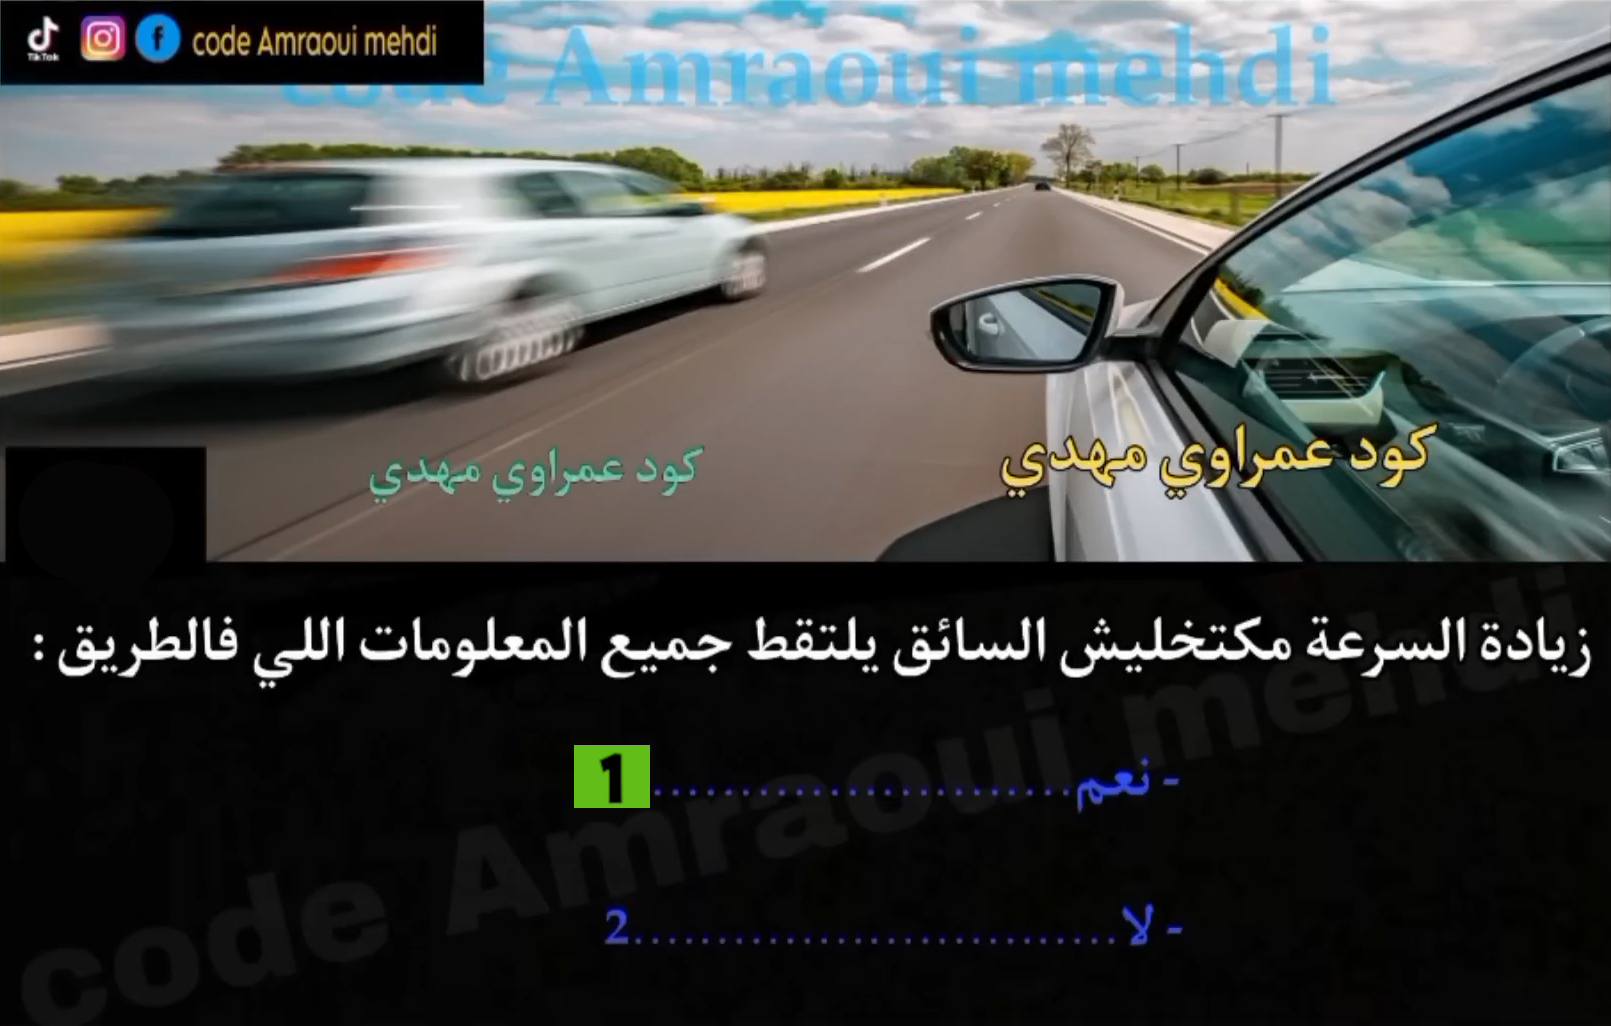 TikTok
code Amraoui mehdi
code Amraoui mehdi
كود عمراوي مهدي
كود عمراوي مهدي
زيادة السرعة مكتخليش السائق يلتقط جميع المعلومات اللي فالطريق :
- نعم..........................1
- لا..............................2
code Amraoui mehdi